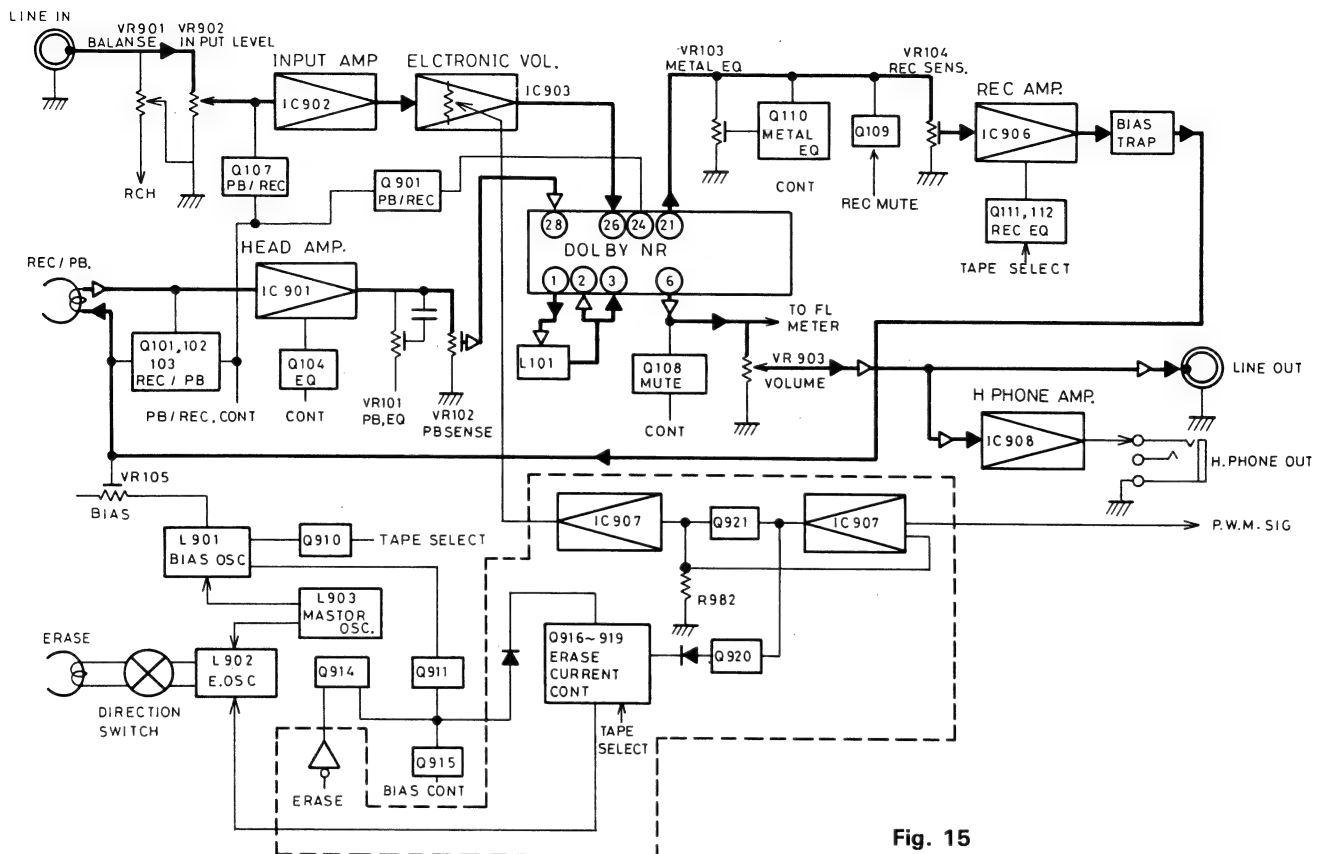 LINE IN
VR901
BALANSE
VR902
INPUT LEVEL
INPUT AMP
IC902
ELCTRONIC VOL.
IC903
VR103
METAL EQ
VR104
REC SENS.
REC AMP.
IC906
BIAS
TRAP
Q110
METAL
EQ
CONT
Q109
REC MUTE
Q111, 112
REC EQ
TAPE SELECT
RCH
Q107
PB/REC
Q901
PB/REC
28
26
24
21
DOLBY NR
1
2
3
6
HEAD AMP.
IC901
REC/PB.
Q101, 102
103
REC / PB
PB/REC, CONT
Q104
EQ
CONT
VR101
PB, EQ
VR102
PBSENSE
L101
Q108
MUTE
CONT
TO FL
METER
VR 903
VOLUME
LINE OUT
H PHONE AMP.
IC908
H.PHONE OUT
VR105
BIAS
L901
BIAS OSC
Q910
TAPE SELECT
L903
MASTOR
OSC.
ERASE
L902
E.OSC
DIRECTION
SWITCH
Q914
ERASE
Q911
Q915
BIAS CONT
IC907
Q921
IC907
P.W.M. SIG
R982
Q916~919
ERASE
CURRENT
CONT
Q920
TAPE
SELECT
Fig. 15